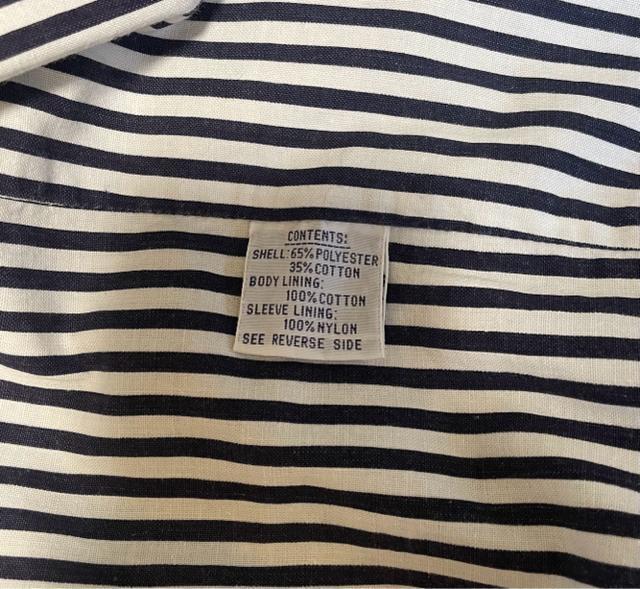 CONTENTS:
SHELL: 65% POLYESTER
35% COTTON
BODY LINING:
100% COTTON
SLEEVE LINING:
100% NYLON
SEE REVERSE SIDE